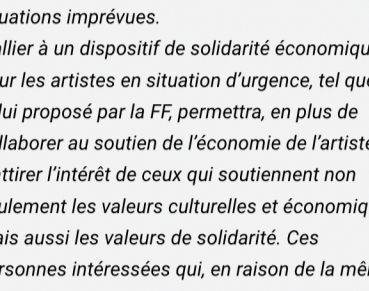 uations imprévues.
allier à un dispositif de solidarité économiqu
ur les artistes en situation d'urgence, tel que
lui proposé par la FF, permettra, en plus de
llaborer au soutien de l'économie de l'artiste
attirer l'intérêt de ceux qui soutiennent non
ulement les valeurs culturelles et économiq
ais aussi les valeurs de solidarité. Ces
rsonnes intéressées qui, en raison de la mê